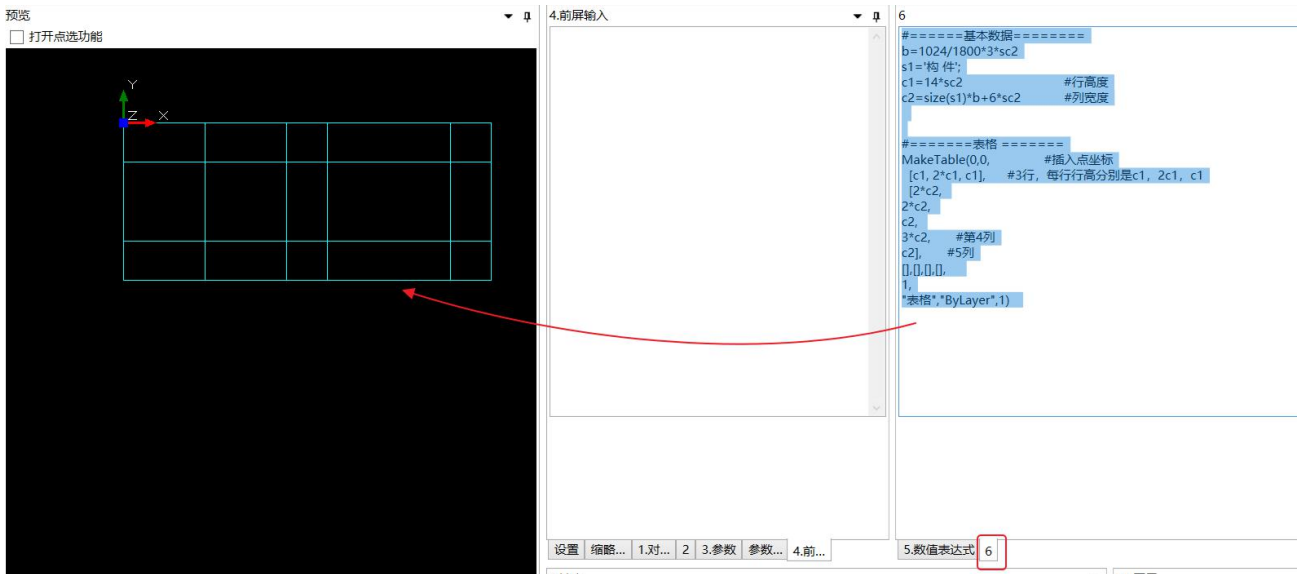 预览
打开点选功能
Y
Z X
4.前屏输入
设置 缩略... 1.对... 2 3.参数 参数... 4.前...
6
#======基本数据========
b=1024/1800*3*sc2
s1='构 件';
c1=14*sc2 #行高度
c2=size(s1)*b+6*sc2 #列宽度
#=======表格 =======
MakeTable(0,0, #插入点坐标
[c1, 2*c1, c1], #3行，每行行高分别是c1，2c1，c1
[2*c2,
2*c2,
c2,
3*c2, #第4列
c2], #5列
[],[],[],[],
1,
"表格","ByLayer",1)
5.数值表达式 6